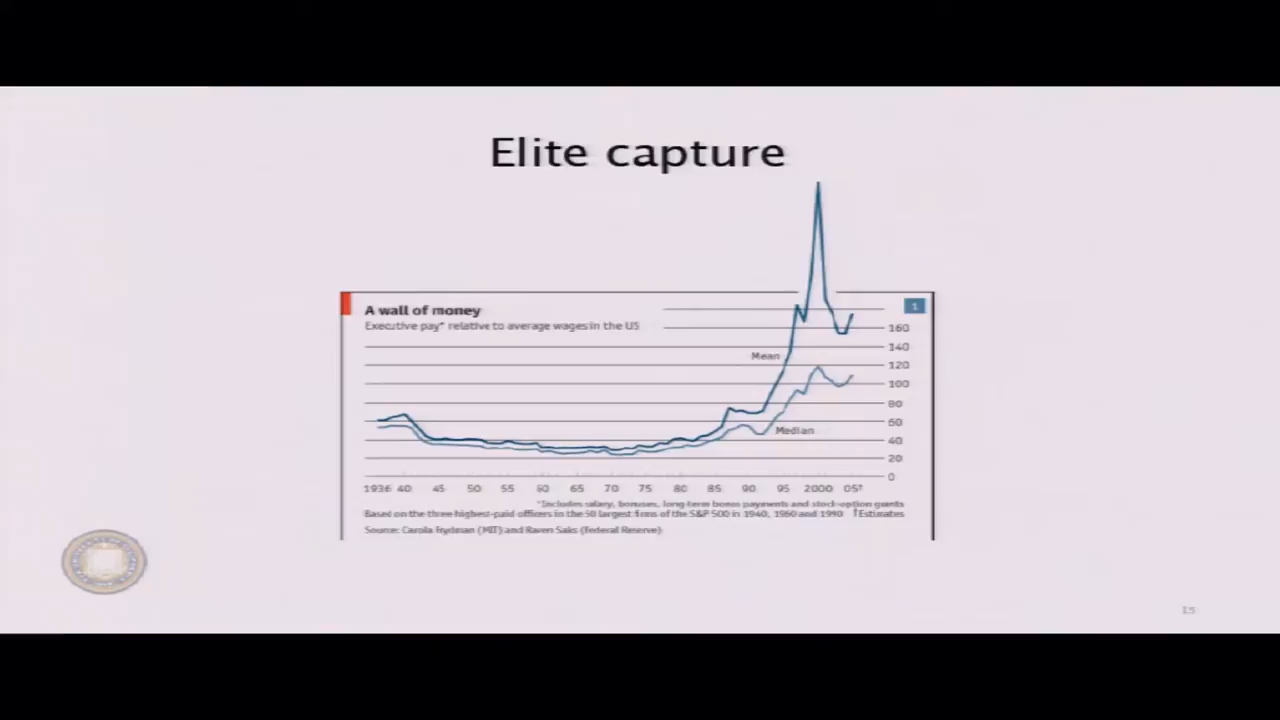 Elite capture
A wall of money
1
Executive pay* relative to average wages in the US
160
140
Mean
120
100
80
60
Median
40
20
0
1936 40 45 50 55 60 65 70 75 80 85 90 95 2000 05†
*Includes salary, bonuses, long-term bonus payments and stock-option grants
Based on the three highest-paid officers in the 50 largest firms of the S&P 500 in 1940, 1960 and 1990 †Estimates
Source: Carola Frydman (MIT) and Raven Saks (Federal Reserve)
15